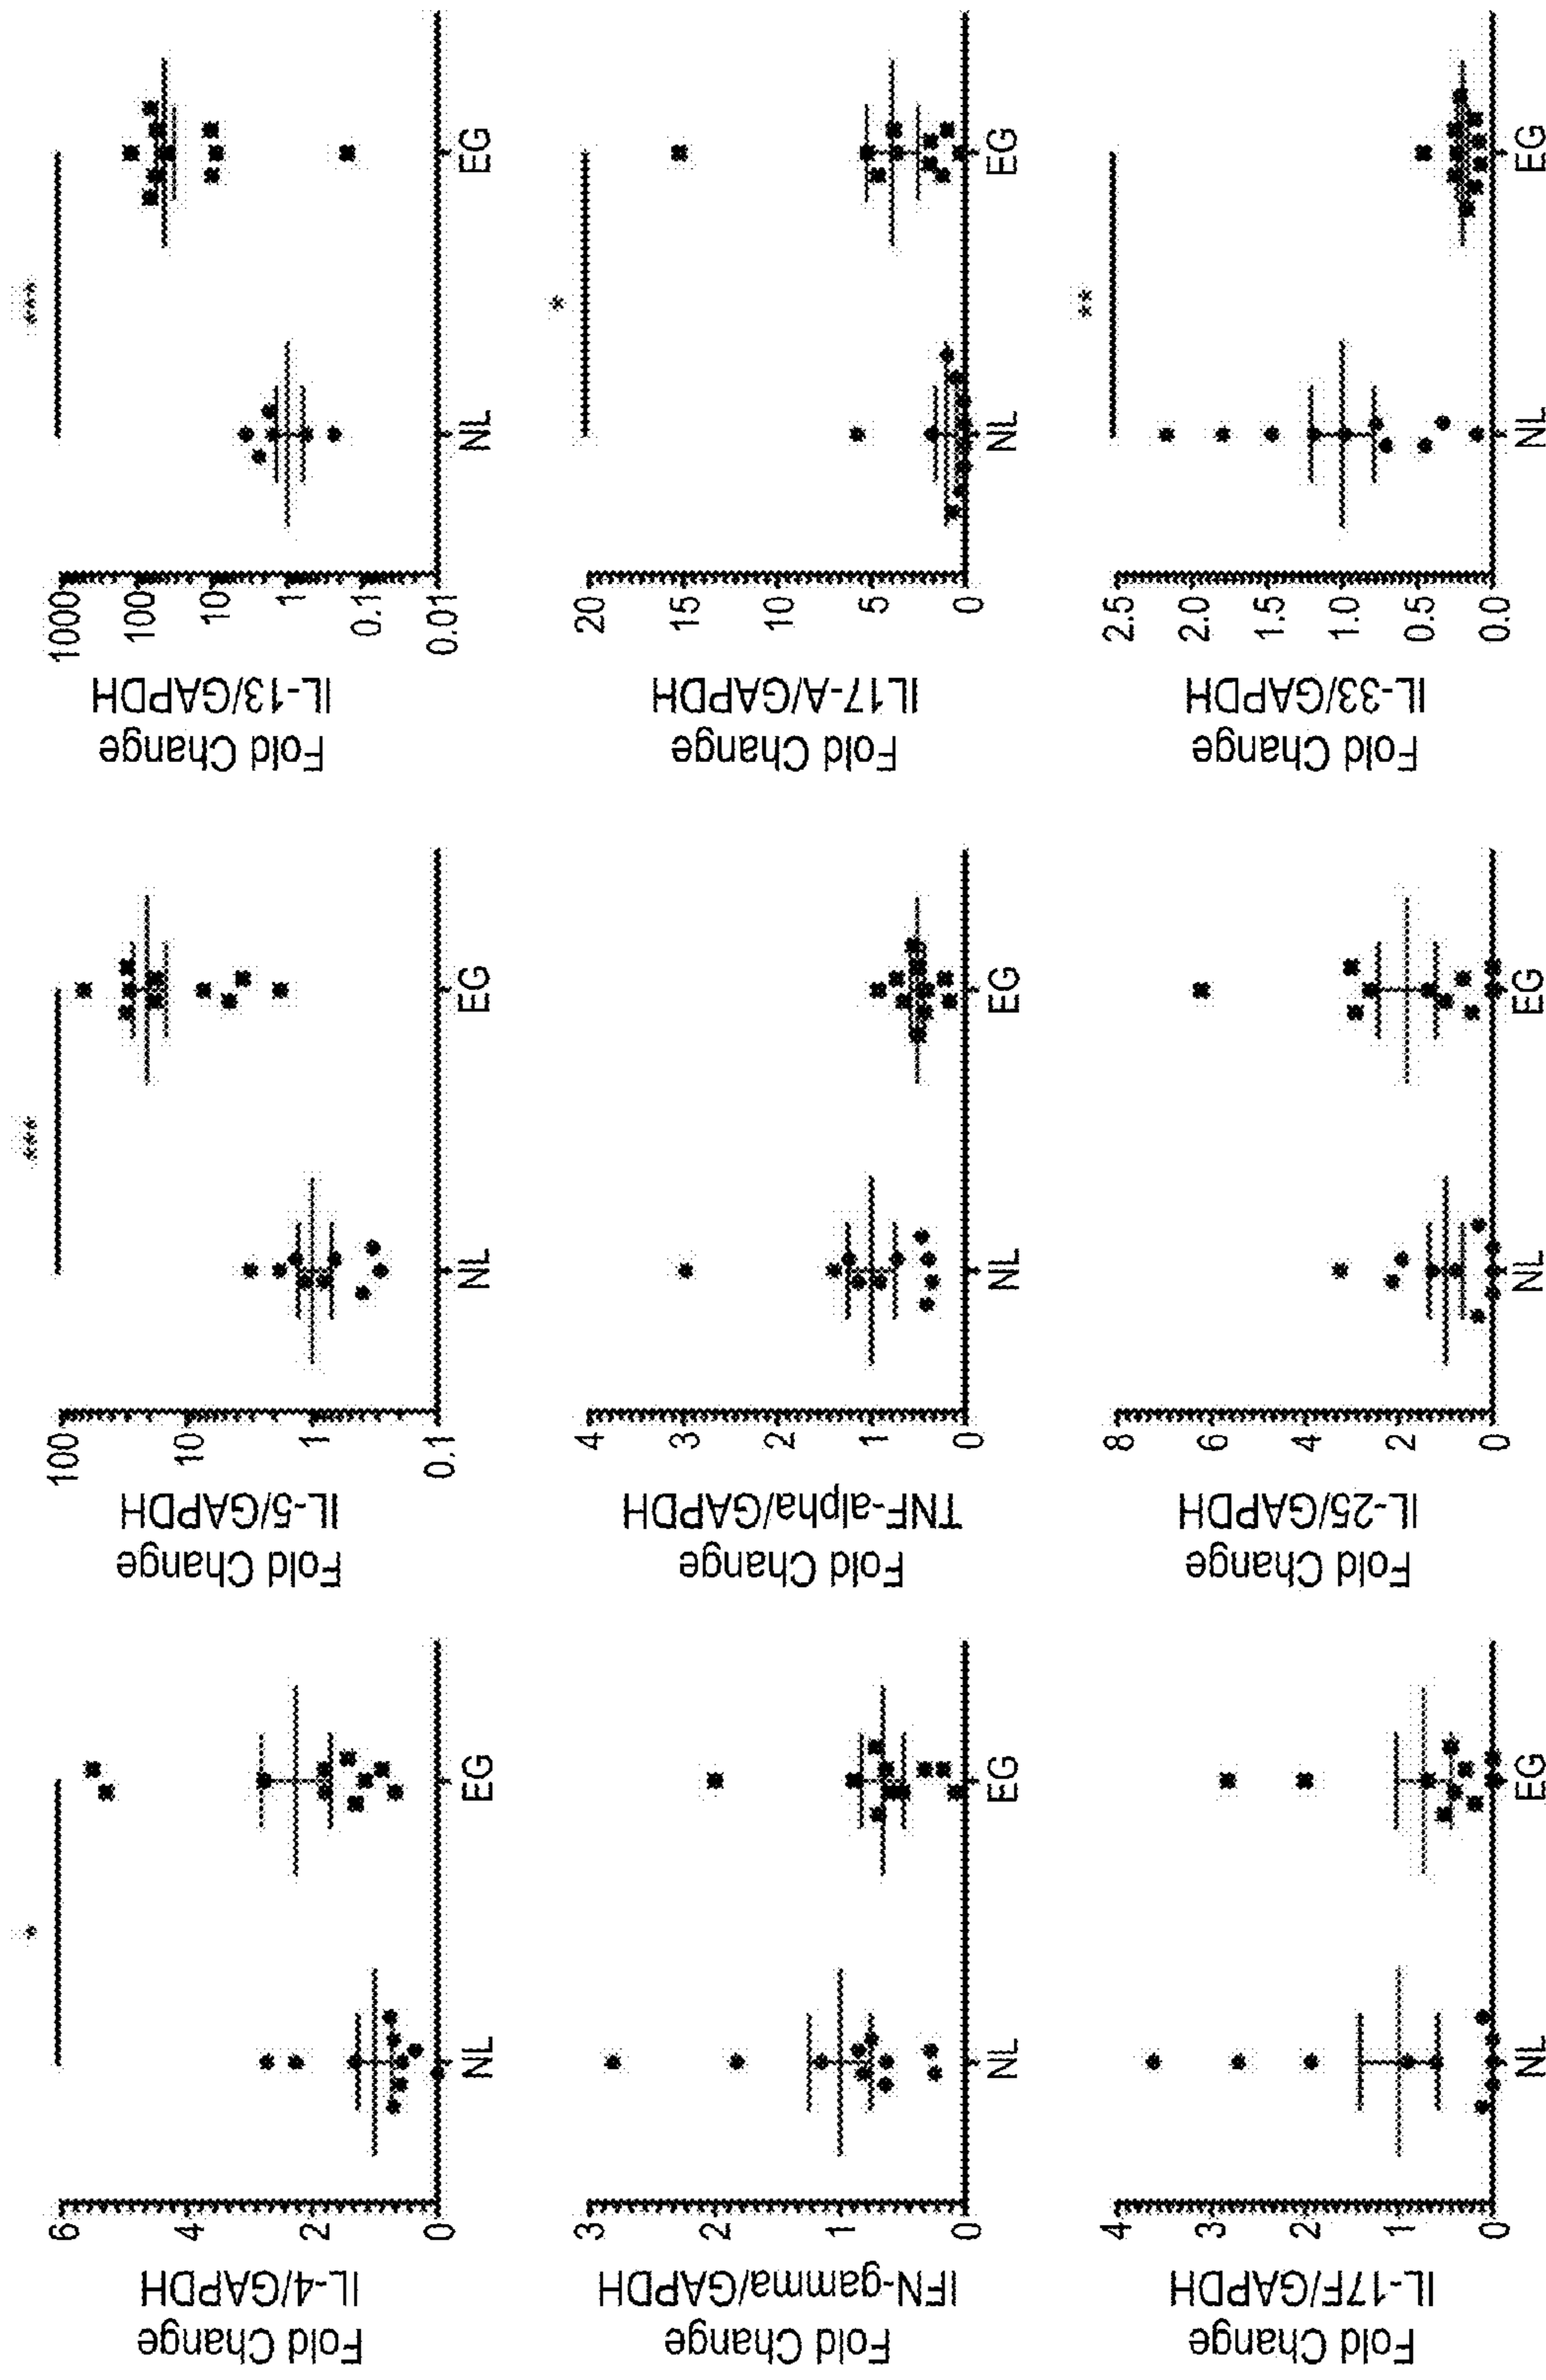 Fold Change
IL-4/GAPDH
6
4
2
0
*
NL
EG
Fold Change
IL-5/GAPDH
100
10
1
0.1
***
NL
EG
Fold Change
IL-13/GAPDH
1000
100
10
1
0.1
0.01
***
NL
EG
Fold Change
IFN-gamma/GAPDH
3
2
1
0
NL
EG
Fold Change
TNF-alpha/GAPDH
4
3
2
1
0
NL
EG
Fold Change
IL17-A/GAPDH
20
15
10
5
0
*
NL
EG
Fold Change
IL-17F/GAPDH
4
3
2
1
0
NL
EG
Fold Change
IL-25/GAPDH
8
6
4
2
0
NL
EG
Fold Change
IL-33/GAPDH
2.5
2.0
1.5
1.0
0.5
0.0
**
NL
EG